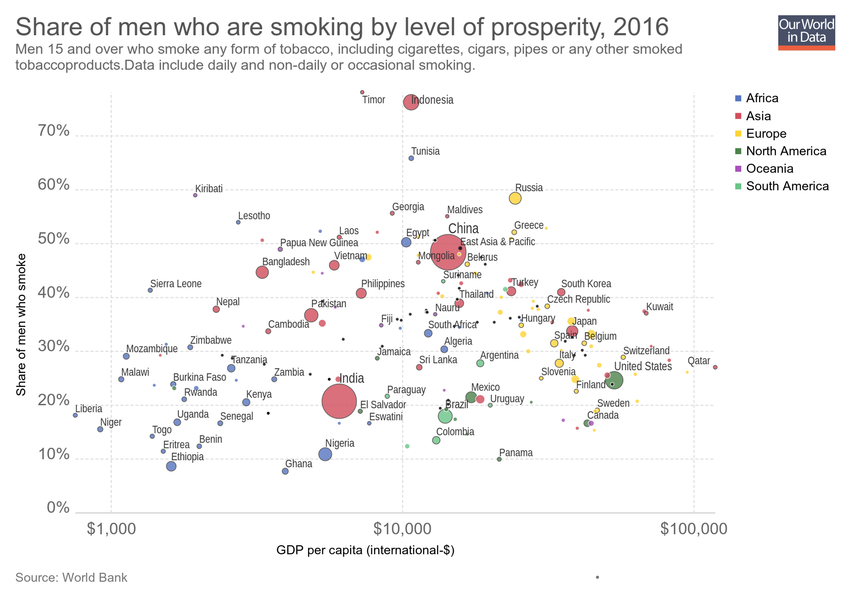 Share of men who are smoking by level of prosperity, 2016
Our World
in Data
Men 15 and over who smoke any form of tobacco, including cigarettes, cigars, pipes or any other smoked
tobaccoproducts.Data include daily and non-daily or occasional smoking.
Africa
Asia
Europe
North America
Oceania
South America
Share of men who smoke
70%
60%
50%
40%
30%
20%
10%
0%
Timor
Indonesia
Tunisia
Kiribati
Russia
Georgia
Maldives
Lesotho
Greece
China
Laos
Egypt
East Asia & Pacific
Papua New Guinea
Vietnam
Mongolia
Belarus
Bangladesh
Suriname
Sierra Leone
Philippines
Turkey
South Korea
Thailand
Czech Republic
Nepal
Pakistan
Nauru
Kuwait
Cambodia
Fiji
South Africa
Hungary
Japan
Zimbabwe
Algeria
Spain
Belgium
Mozambique
Jamaica
Argentina
Italy
Switzerland
Tanzania
Sri Lanka
Qatar
Malawi
Burkina Faso
Zambia
India
Slovenia
United States
Rwanda
Kenya
Paraguay
Mexico
Finland
Liberia
Uganda
Senegal
El Salvador
Brazil
Uruguay
Sweden
Niger
Eswatini
Canada
Togo
Benin
Colombia
Eritrea
Nigeria
Ethiopia
Ghana
Panama
$1,000
$10,000
$100,000
GDP per capita (international-$)
Source: World Bank